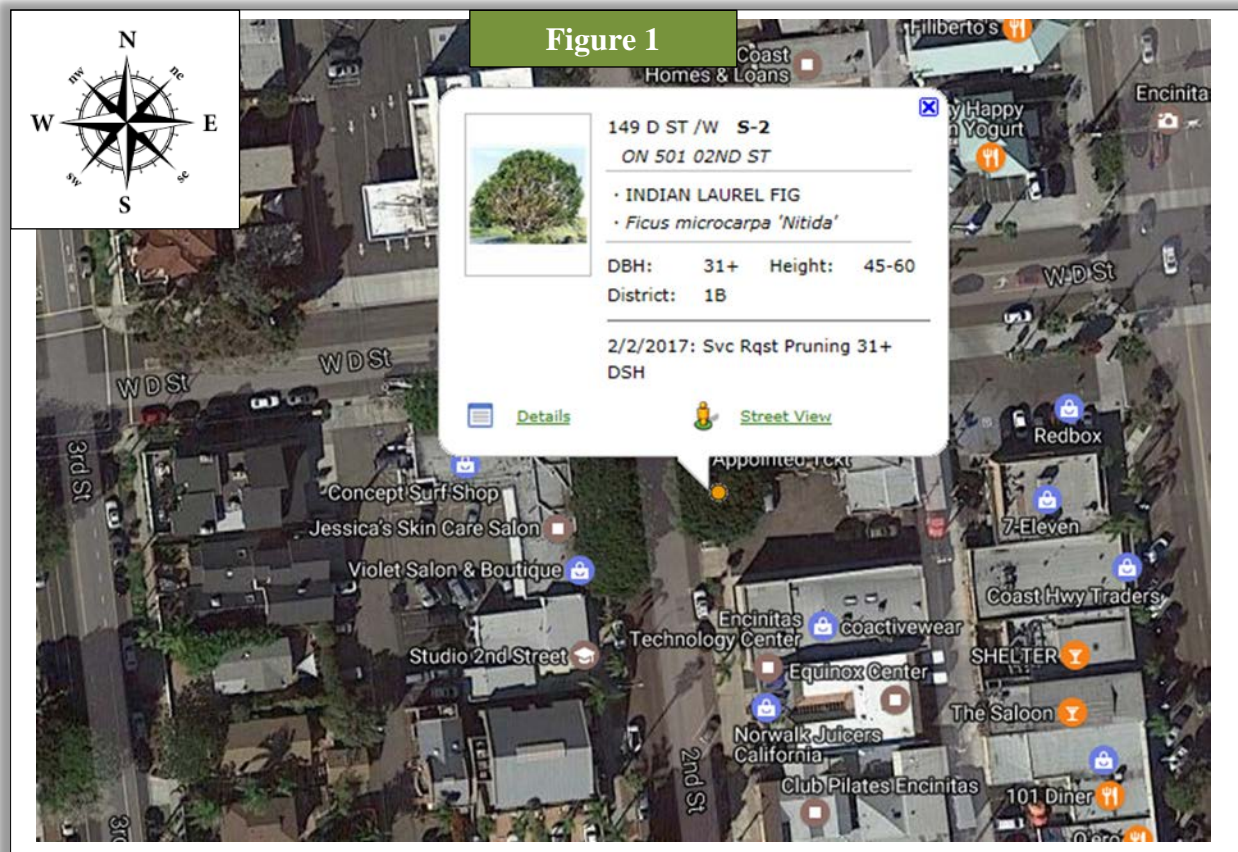 Figure 1
N
nw
ne
W
E
sw
se
S
Filiberto's
Coast
Homes & Loans
Encinita
y Happy
n Yogurt
149 D ST /W S-2
ON 501 02ND ST
· INDIAN LAUREL FIG
· Ficus microcarpa 'Nitida'
DBH: 31+ Height: 45-60
District: 1B
2/2/2017: Svc Rqst Pruning 31+
DSH
Details
Street View
W D St
W D St
W D St
Redbox
Appointed Tckt
3rd St
Concept Surf Shop
7-Eleven
Jessica's Skin Care Salon
Violet Salon & Boutique
Coast Hwy Traders
Encinitas
Technology Center
coactivewear
Studio 2nd Street
SHELTER
Equinox Center
The Saloon
Norwalk Juicers
California
2nd St
Club Pilates Encinitas
101 Diner
3rd